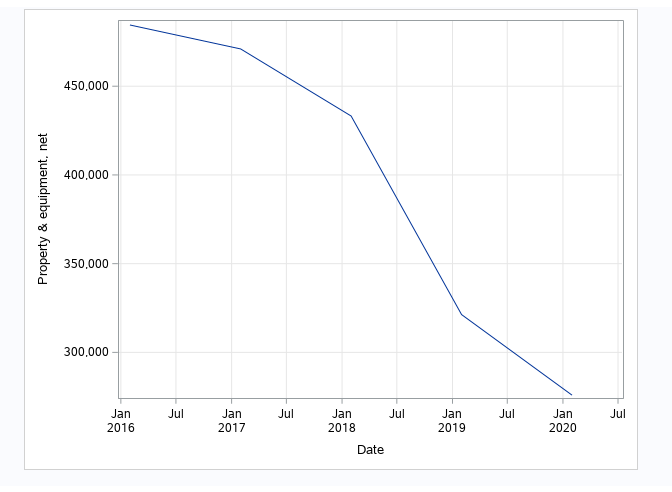 Property & equipment, net
450,000
400,000
350,000
300,000
Jan Jul Jan Jul Jan Jul Jan Jul Jan Jul
2016 2017 2018 2019 2020
Date